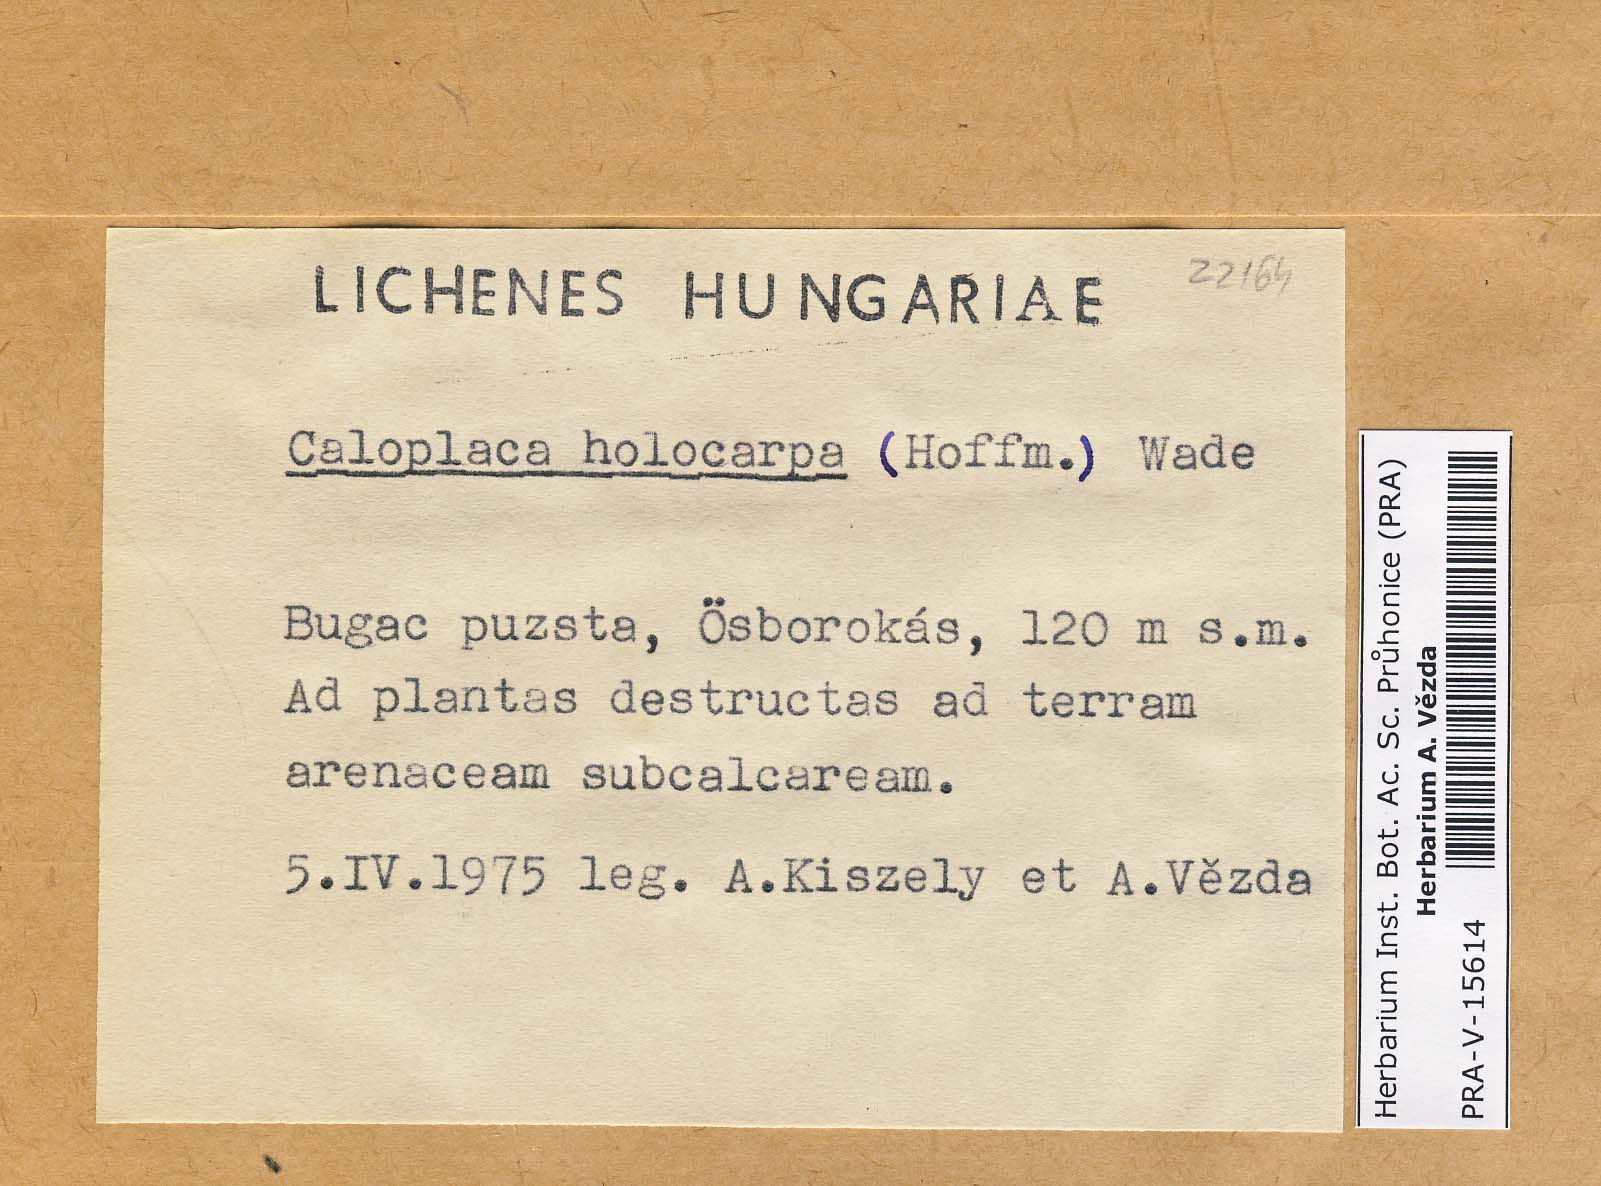 LICHENES HUNGARIAE
22164
Caloplaca holocarpa (Hoffm.) Wade
Bugac puzsta, Ösborokás, 120 m s.m.
Ad plantas destructas ad terram
arenaceam subcalcaream.
5.IV.1975 leg. A.Kiszely et A.Vězda
Herbarium Inst. Bot. Ac. Sc. Průhonice (PRA)
Herbarium A. Vězda
PRA-V-15614